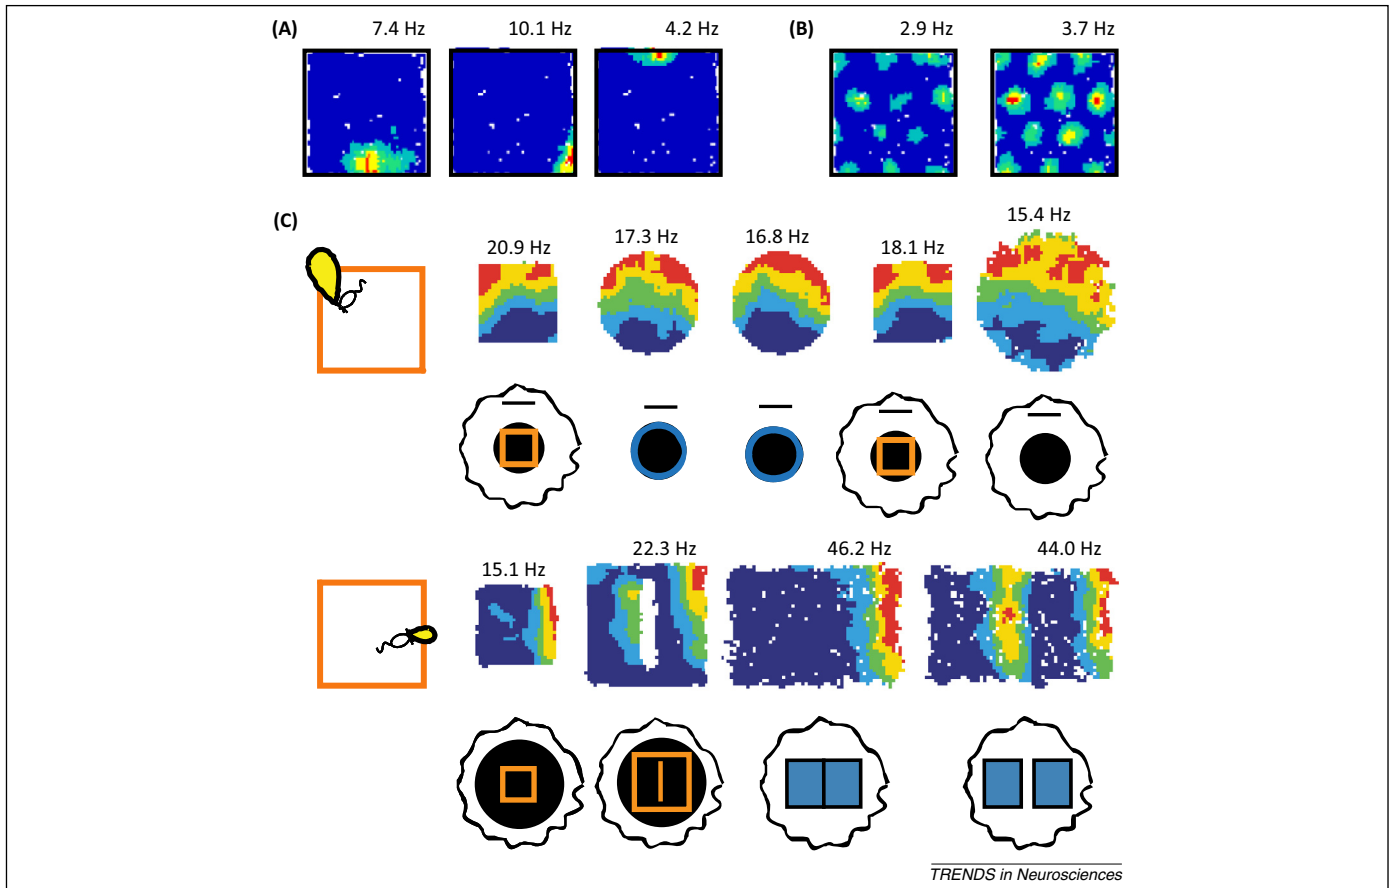 (A) 7.4 Hz 10.1 Hz 4.2 Hz (B) 2.9 Hz 3.7 Hz
(C)
20.9 Hz 17.3 Hz 16.8 Hz 18.1 Hz 15.4 Hz
15.1 Hz 22.3 Hz 46.2 Hz 44.0 Hz
TRENDS in Neurosciences